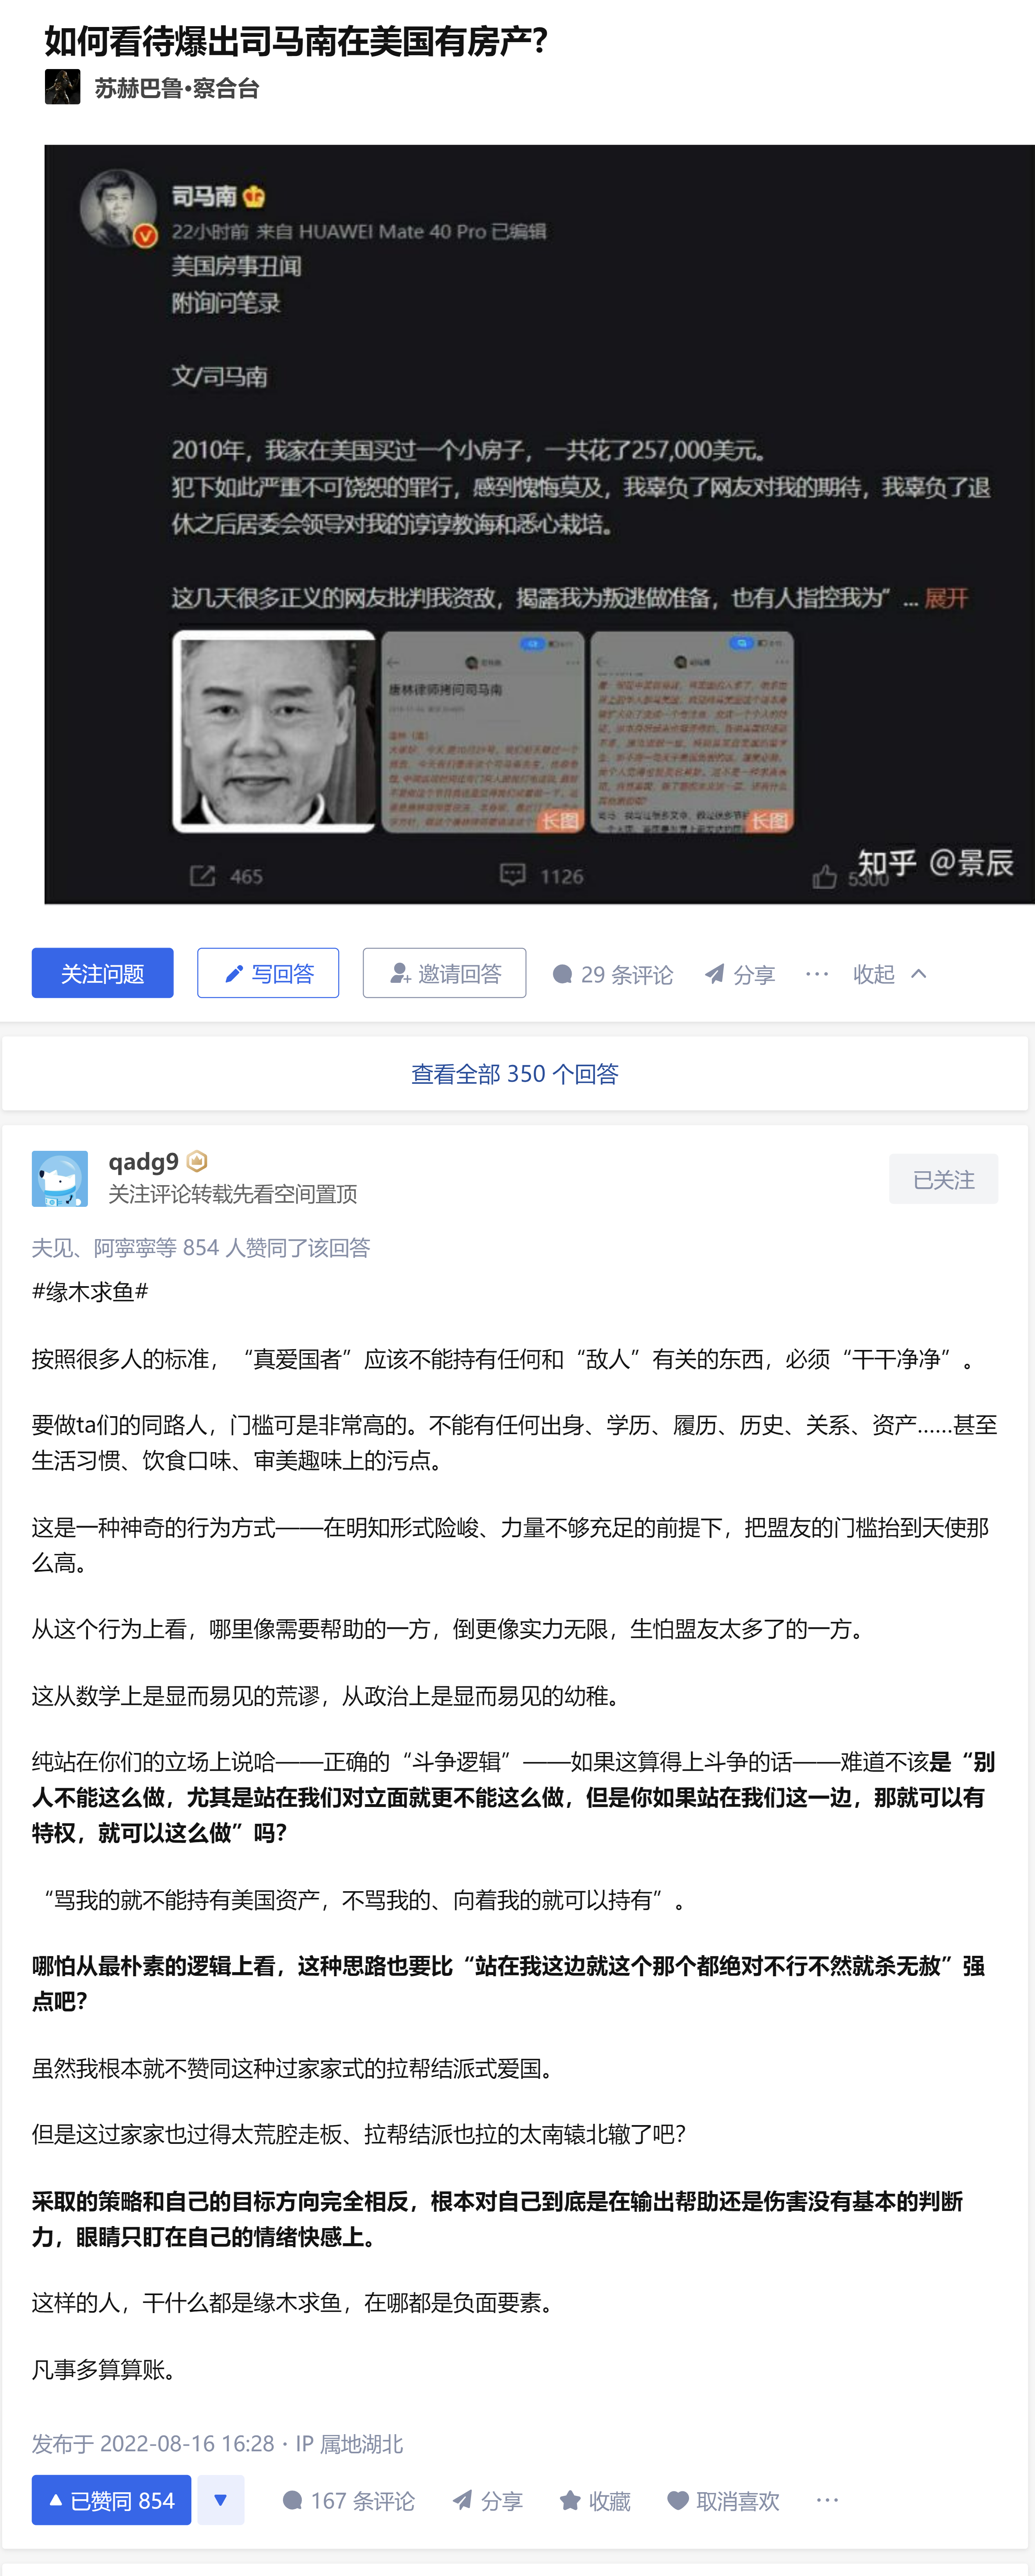 如何看待爆出司马南在美国有房产?
苏赫巴鲁•察合台
司马南
22小时前 来自 HUAWEI Mate 40 Pro 已编辑
美国房事丑闻
附询问笔录
文/司马南
2010年，我家在美国买过一个小房子，一共花了257,000美元。
犯下如此严重不可饶恕的罪行，感到愧悔莫及，我辜负了网友对我的期待，我辜负了退
休之后居委会领导对我的谆谆教诲和悉心栽培。
这几天很多正义的网友批判我资敌，揭露我为叛逃做准备，也有人指控我为” ... 展开
唐林律师拷问司马南
长图
长图
465
1126
5300
知乎 @景辰
关注问题
写回答
邀请回答
29 条评论
分享
收起
查看全部 350 个回答
qadg9
关注评论转载先看空间置顶
已关注
夫见、阿寧寧等 854 人赞同了该回答
#缘木求鱼#
按照很多人的标准，“真爱国者”应该不能持有任何和“敌人”有关的东西，必须“干干净净”。
要做ta们的同路人，门槛可是非常高的。不能有任何出身、学历、履历、历史、关系、资产……甚至
生活习惯、饮食口味、审美趣味上的污点。
这是一种神奇的行为方式——在明知形式险峻、力量不够充足的前提下，把盟友的门槛抬到天使那
么高。
从这个行为上看，哪里像需要帮助的一方，倒更像实力无限，生怕盟友太多了的一方。
这从数学上是显而易见的荒谬，从政治上是显而易见的幼稚。
纯站在你们的立场上说哈——正确的“斗争逻辑”——如果这算得上斗争的话——难道不该是“别
人不能这么做，尤其是站在我们对立面就更不能这么做，但是你如果站在我们这一边，那就可以有
特权，就可以这么做”吗？
“骂我的就不能持有美国资产，不骂我的、向着我的就可以持有”。
哪怕从最朴素的逻辑上看，这种思路也要比“站在我这边就这个那个都绝对不行不然就杀无赦”强
点吧？
虽然我根本就不赞同这种过家家式的拉帮结派式爱国。
但是这过家家也过得太荒腔走板、拉帮结派也拉的太南辕北辙了吧？
采取的策略和自己的目标方向完全相反，根本对自己到底是在输出帮助还是伤害没有基本的判断
力，眼睛只盯在自己的情绪快感上。
这样的人，干什么都是缘木求鱼，在哪都是负面要素。
凡事多算算账。
发布于 2022-08-16 16:28 · IP 属地湖北
已赞同 854
167 条评论
分享
收藏
取消喜欢